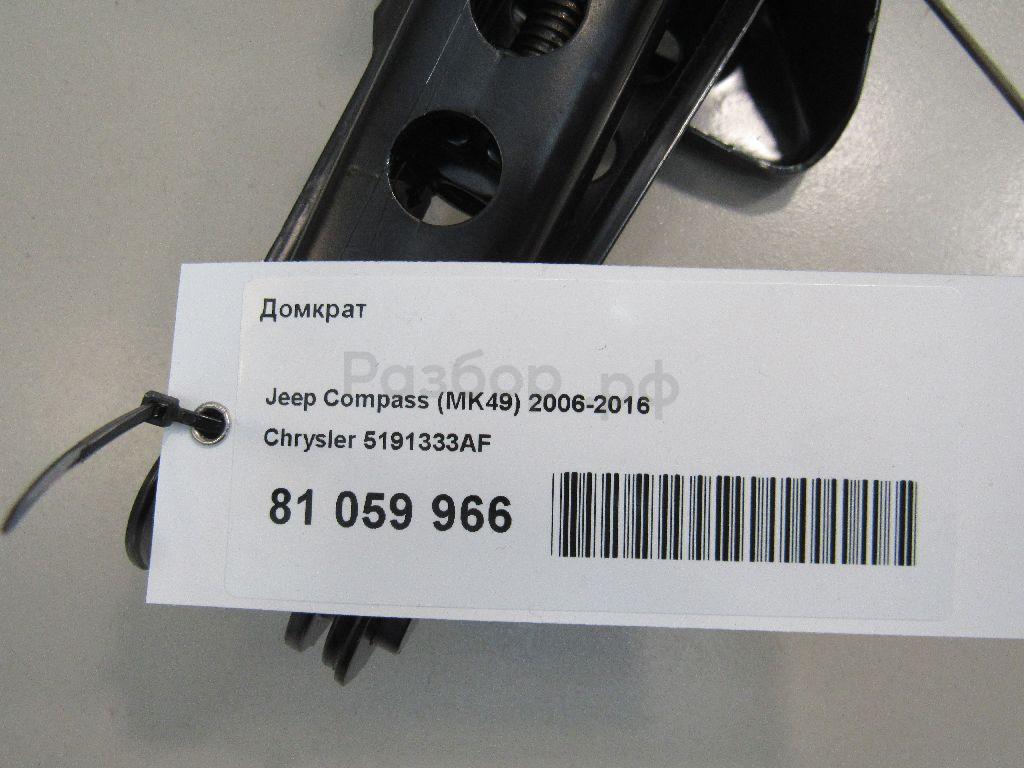 Домкрат
Разбор.рф
Jeep Compass (MK49) 2006-2016
Chrysler 5191333AF
81 059 966